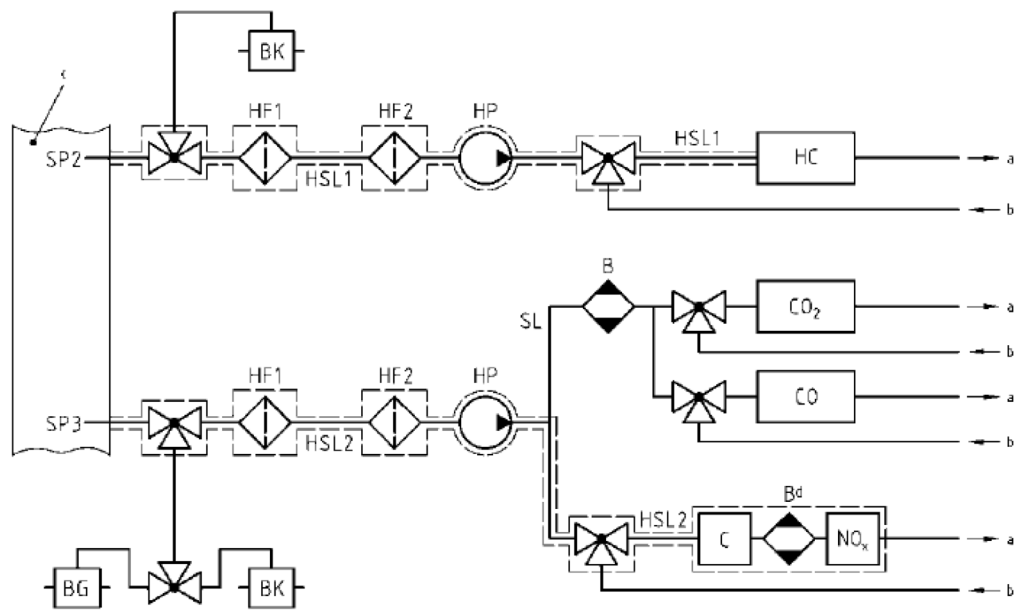 BK
c
HF1 HF2 HP
HSL1
SP2 HC a
HSL1
b
B
CO₂ a
SL
b
HF1 HF2 HP
CO a
SP3
HSL2 b
Bᵈ
HSL2
C NOₓ a
BG BK b